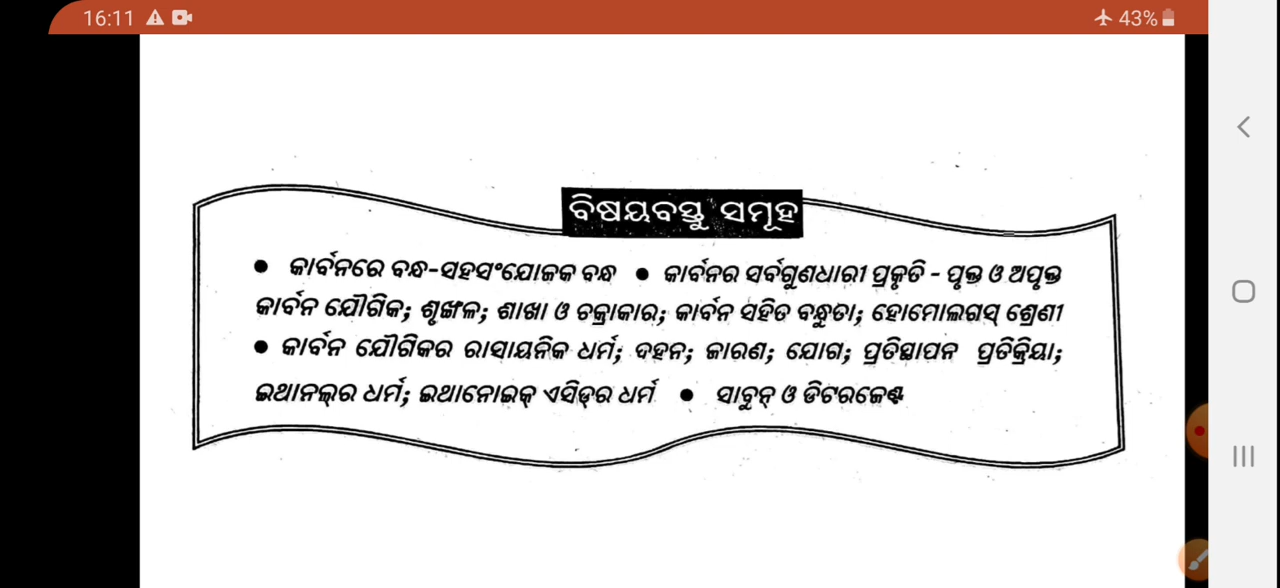 16:11
43%
ବିଷୟବସ୍ତୁ ସମୂହ
● କାର୍ବନରେ ବନ୍ଧ-ସହସଂଯୋଜକ ବନ୍ଧ ● କାର୍ବନର ସର୍ବଗୁଣଧାରୀ ପ୍ରକୃତି - ପୃକ୍ତ ଓ ଅପୃକ୍ତ
କାର୍ବନ ଯୌଗିକ; ଶୃଙ୍ଖଳ; ଶାଖା ଓ ଚକ୍ରାକାର; କାର୍ବନ ସହିତ ବନ୍ଧୁତା; ହୋମୋଲଗସ୍ ଶ୍ରେଣୀ
● କାର୍ବନ ଯୌଗିକର ରାସାୟନିକ ଧର୍ମ; ଦହନ; ଜାରଣ; ଯୋଗ; ପ୍ରତିସ୍ଥାପନ ପ୍ରତିକ୍ରିୟା;
ଇଥାନଲ୍‌ର ଧର୍ମ; ଇଥାନୋଇକ୍ ଏସିଡ୍‌ର ଧର୍ମ ● ସାବୁନ୍ ଓ ଡିଟରଜେଣ୍ଟ